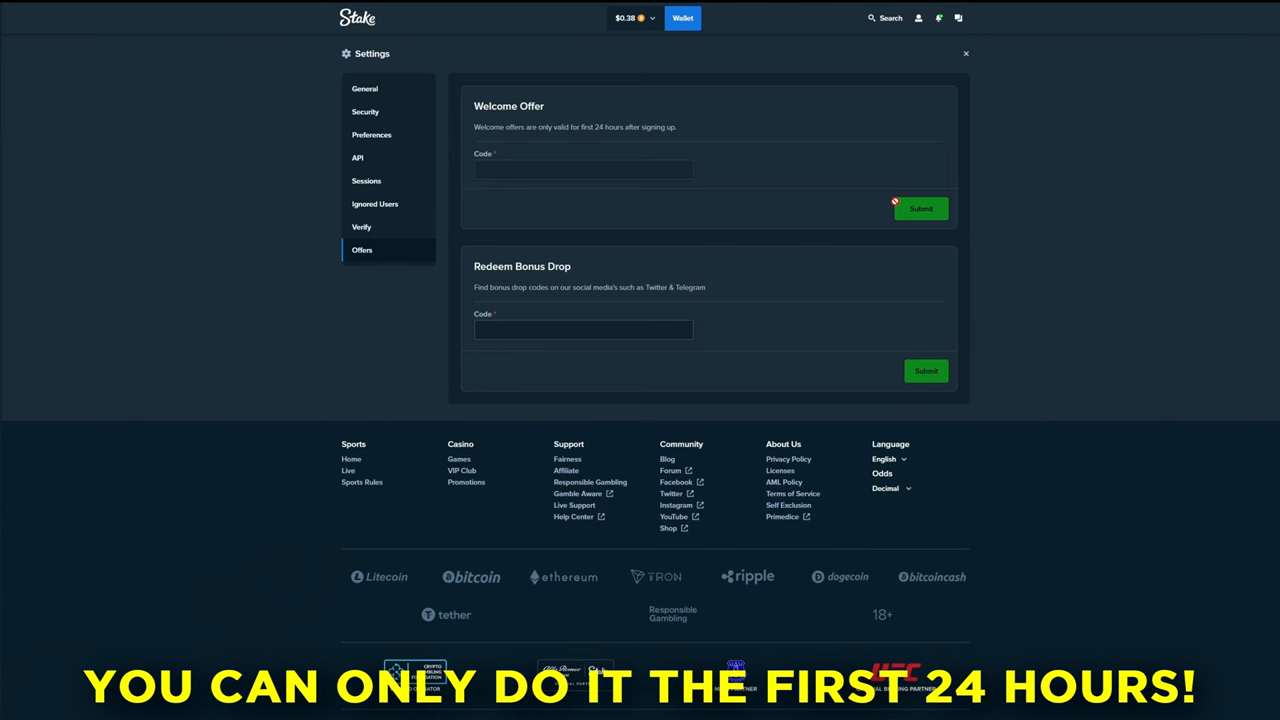 Stake
$0.38
Wallet
Search
Settings
General
Security
Preferences
API
Sessions
Ignored Users
Verify
Offers
Welcome Offer
Welcome offers are only valid for first 24 hours after signing up.
Code *
Submit
Redeem Bonus Drop
Find bonus drop codes on our social media's such as Twitter & Telegram
Code *
Submit
Sports
Home
Live
Sports Rules
Casino
Games
VIP Club
Promotions
Support
Fairness
Affiliate
Responsible Gambling
Gamble Aware
Live Support
Help Center
Community
Blog
Forum
Facebook
Twitter
Instagram
YouTube
Shop
About Us
Privacy Policy
Licenses
AML Policy
Terms of Service
Self Exclusion
Primedice
Language
English
Odds
Decimal
Litecoin
bitcoin
ethereum
TRON
ripple
dogecoin
bitcoincash
tether
Responsible
Gambling
18+
CRYPTO
UFC
YOU CAN ONLY DO IT THE FIRST 24 HOURS!